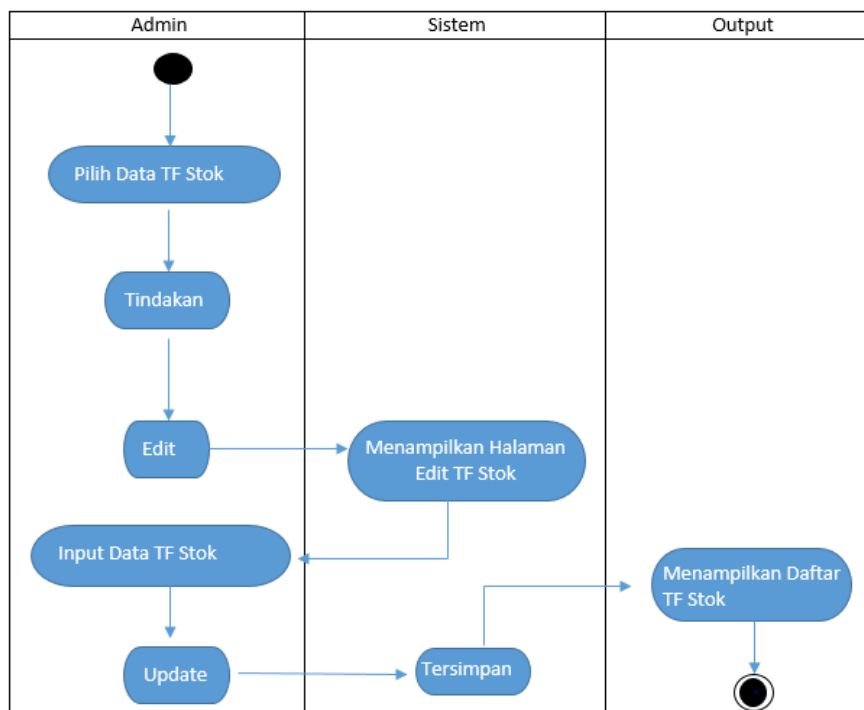 Admin
Sistem
Output
Pilih Data TF Stok
Tindakan
Edit
Menampilkan Halaman
Edit TF Stok
Input Data TF Stok
Menampilkan Daftar
TF Stok
Update
Tersimpan